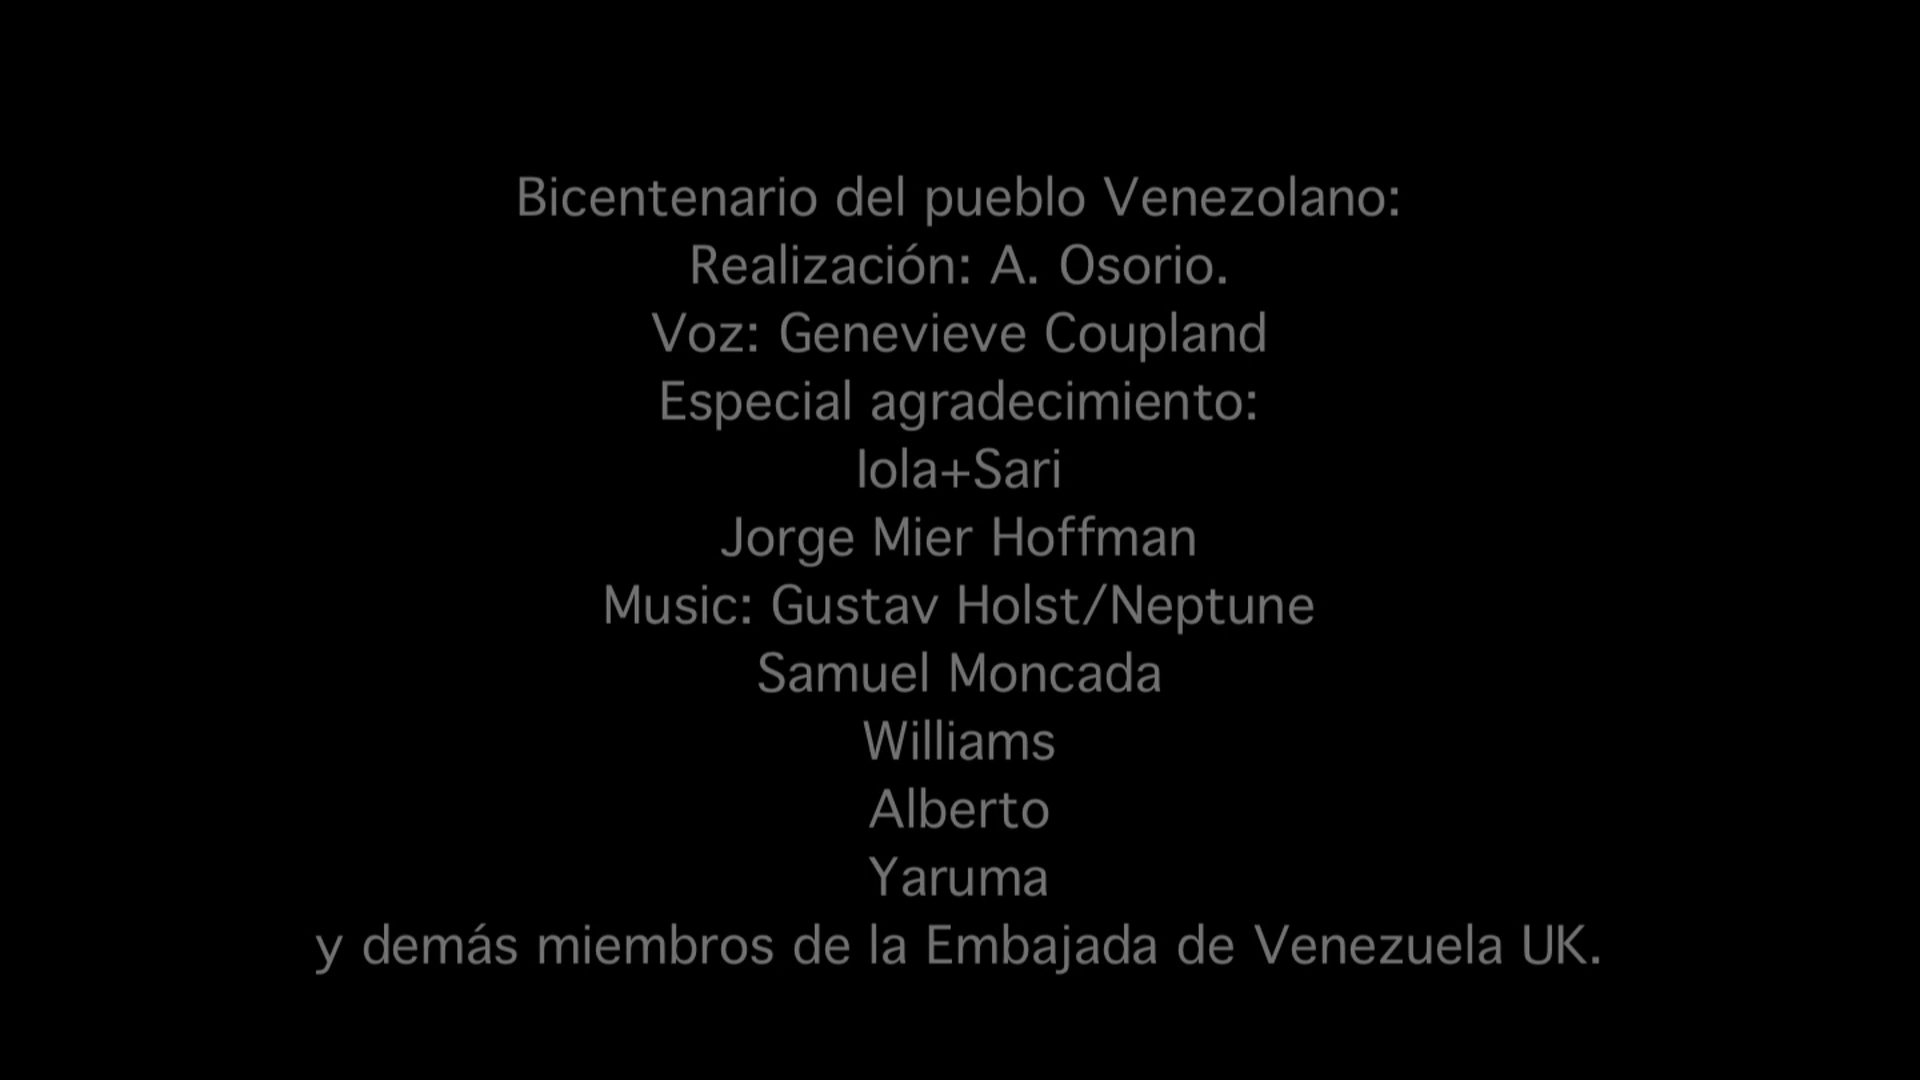 Bicentenario del pueblo Venezolano:
Realización: A. Osorio.
Voz: Genevieve Coupland
Especial agradecimiento:
Iola+Sari
Jorge Mier Hoffman
Music: Gustav Holst/Neptune
Samuel Moncada
Williams
Alberto
Yaruma
y demás miembros de la Embajada de Venezuela UK.